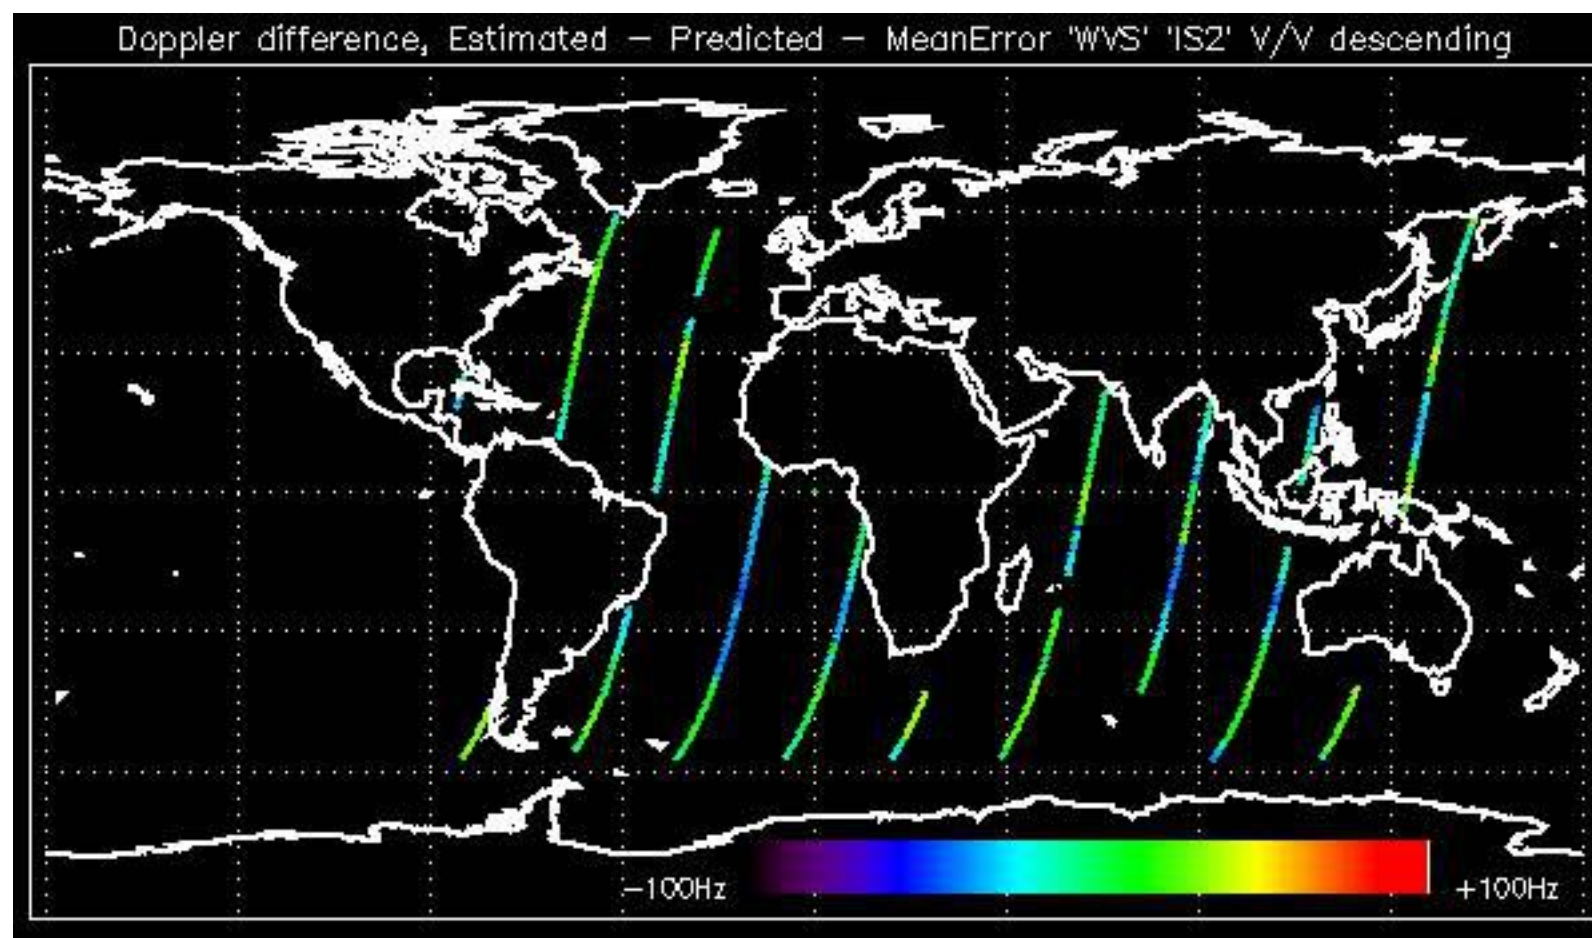 Doppler difference, Estimated – Predicted – MeanError 'WVS' 'IS2' V/V descending
–100Hz +100Hz